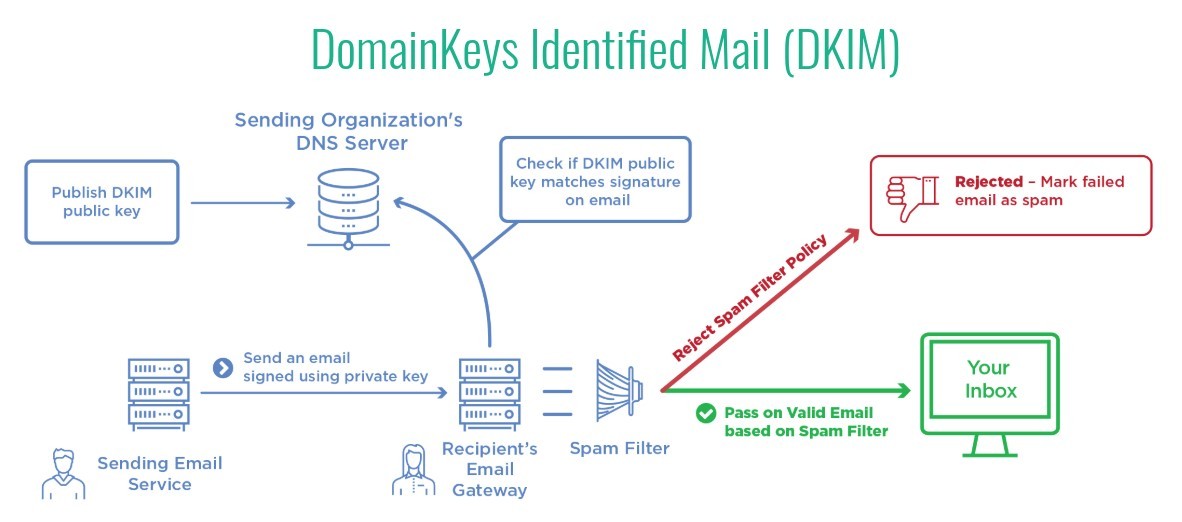 DomainKeys Identified Mail (DKIM)
Sending Organization's
DNS Server
Publish DKIM
public key
Check if DKIM public
key matches signature
on email
Rejected – Mark failed
email as spam
Reject Spam Filter Policy
Send an email
signed using private key
Your
Inbox
Pass on Valid Email
based on Spam Filter
Sending Email
Service
Recipient's
Email
Gateway
Spam Filter